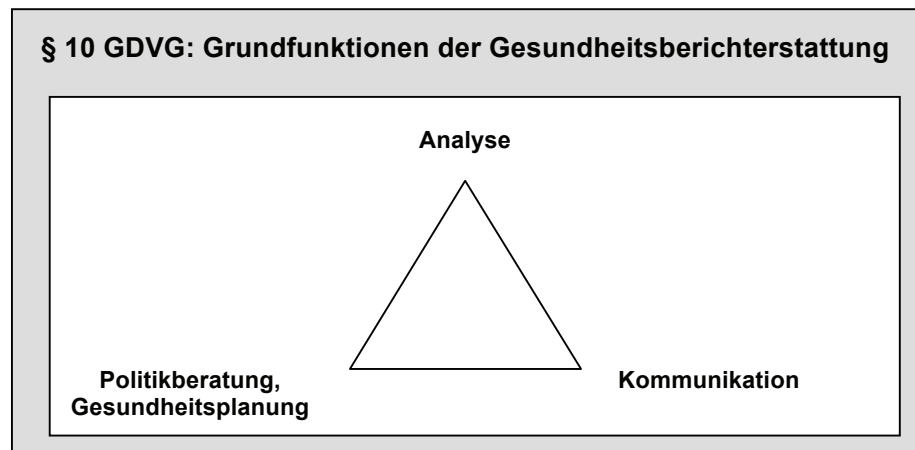 § 10 GDVG: Grundfunktionen der Gesundheitsberichterstattung
Analyse
Politikberatung,
Gesundheitsplanung
Kommunikation